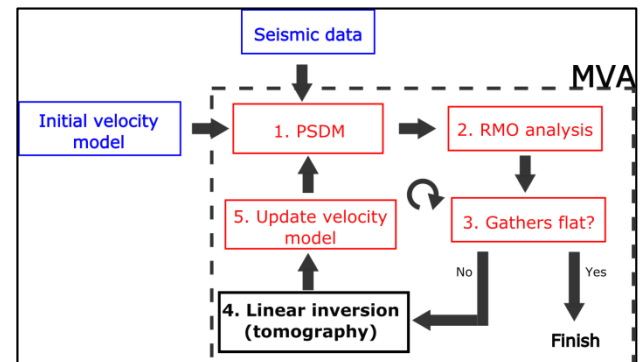 Seismic data
MVA
Initial velocity
model
1. PSDM
2. RMO analysis
5. Update velocity
model
3. Gathers flat?
No
Yes
4. Linear inversion
(tomography)
Finish